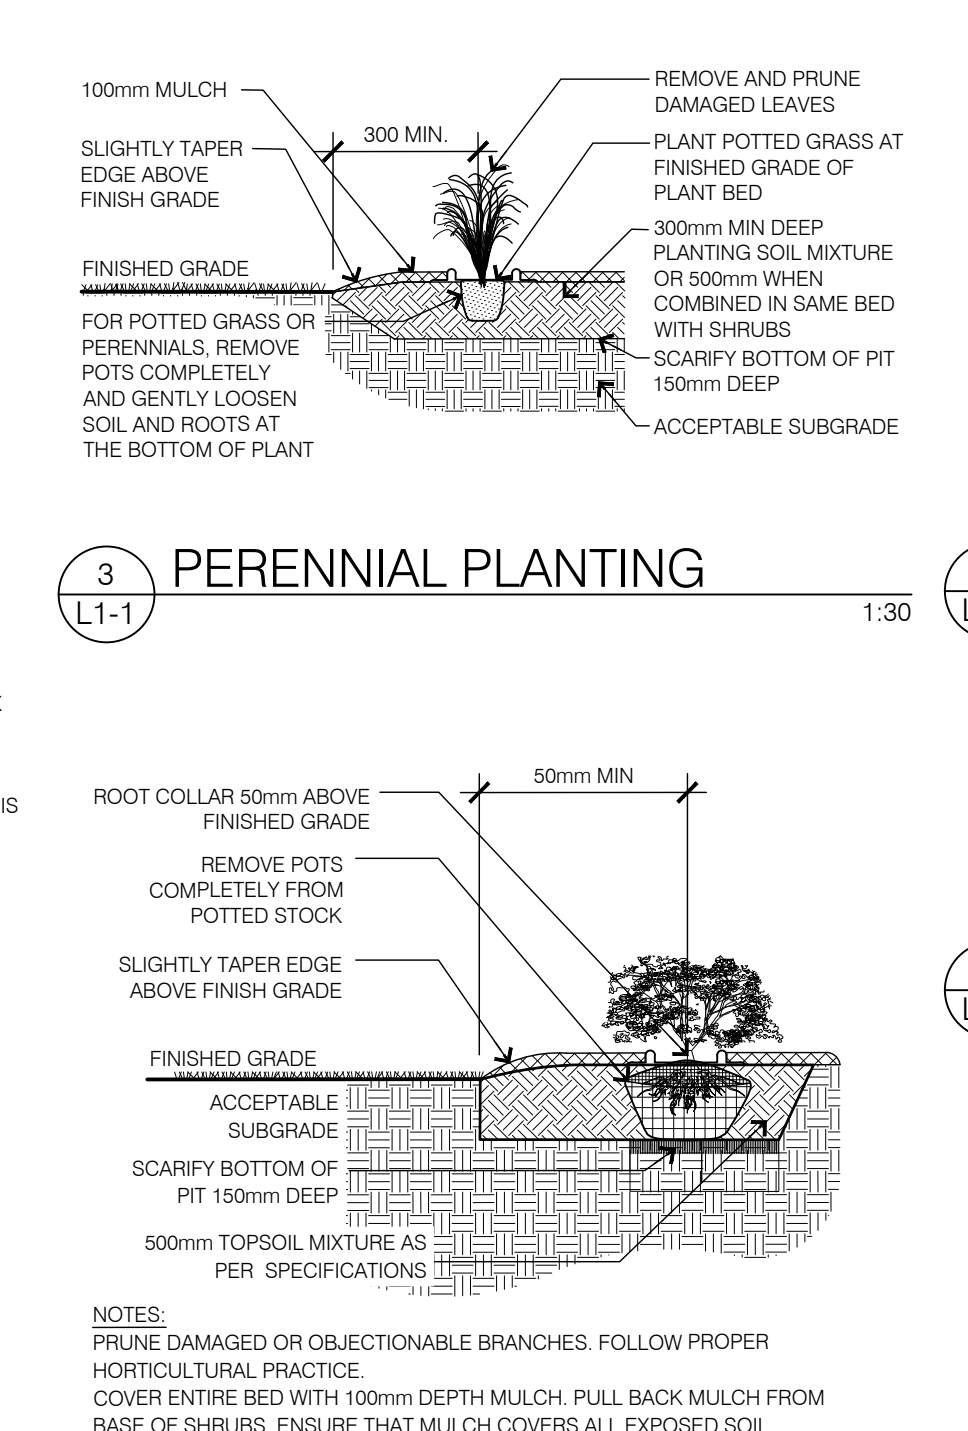 100mm MULCH
SLIGHTLY TAPER
EDGE ABOVE
FINISH GRADE
300 MIN.
REMOVE AND PRUNE
DAMAGED LEAVES
PLANT POTTED GRASS AT
FINISHED GRADE OF
PLANT BED
300mm MIN DEEP
PLANTING SOIL MIXTURE
OR 500mm WHEN
COMBINED IN SAME BED
WITH SHRUBS
SCARIFY BOTTOM OF PIT
150mm DEEP
ACCEPTABLE SUBGRADE
FINISHED GRADE
FOR POTTED GRASS OR
PERENNIALS, REMOVE
POTS COMPLETELY
AND GENTLY LOOSEN
SOIL AND ROOTS AT
THE BOTTOM OF PLANT
3
L1-1
PERENNIAL PLANTING
1:30
IS
50mm MIN
ROOT COLLAR 50mm ABOVE
FINISHED GRADE
REMOVE POTS
COMPLETELY FROM
POTTED STOCK
SLIGHTLY TAPER EDGE
ABOVE FINISH GRADE
FINISHED GRADE
ACCEPTABLE
SUBGRADE
SCARIFY BOTTOM OF
PIT 150mm DEEP
500mm TOPSOIL MIXTURE AS
PER SPECIFICATIONS
NOTES:
PRUNE DAMAGED OR OBJECTIONABLE BRANCHES. FOLLOW PROPER
HORTICULTURAL PRACTICE.
COVER ENTIRE BED WITH 100mm DEPTH MULCH. PULL BACK MULCH FROM
BASE OF SHRUBS. ENSURE THAT MULCH COVERS ALL EXPOSED SOIL